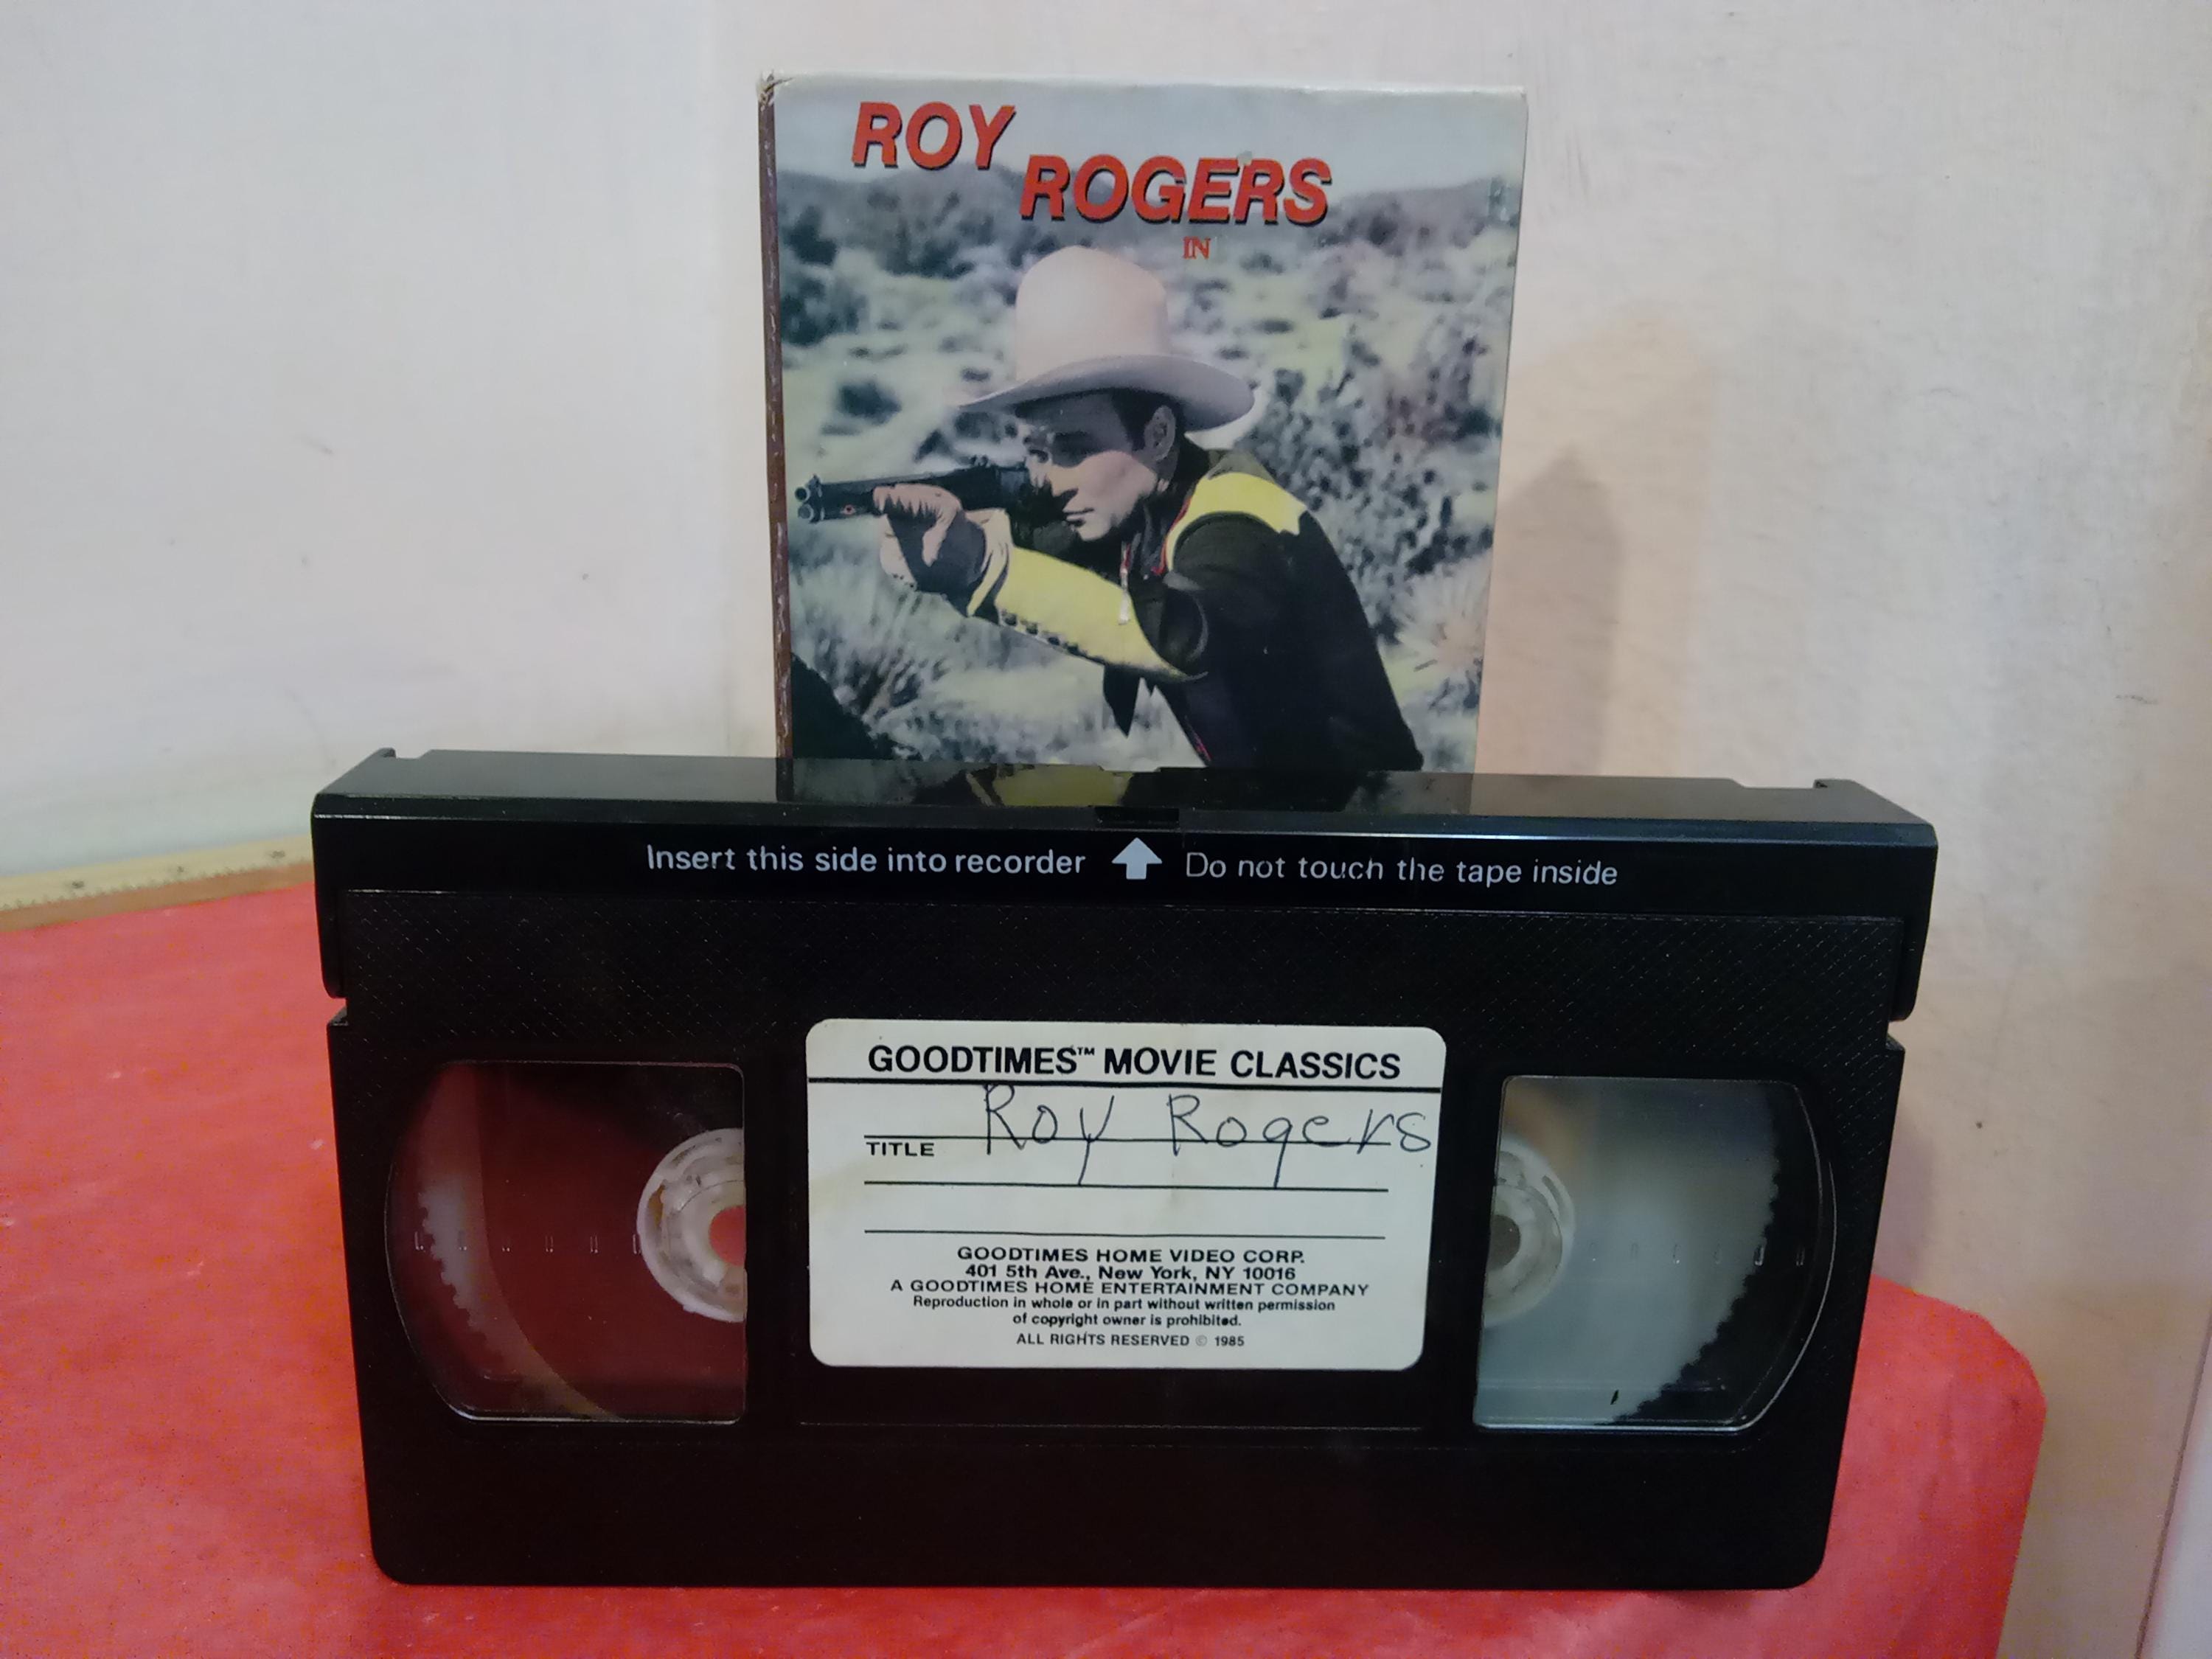 ROY
ROGERS
IN
Insert this side into recorder Do not touch the tape inside
GOODTIMES™ MOVIE CLASSICS
Roy Rogers
TITLE
GOODTIMES HOME VIDEO CORP.
401 5th Ave., New York, NY 10016
A GOODTIMES HOME ENTERTAINMENT COMPANY
Reproduction in whole or in part without written permission
of copyright owner is prohibited.
ALL RIGHTS RESERVED © 1985